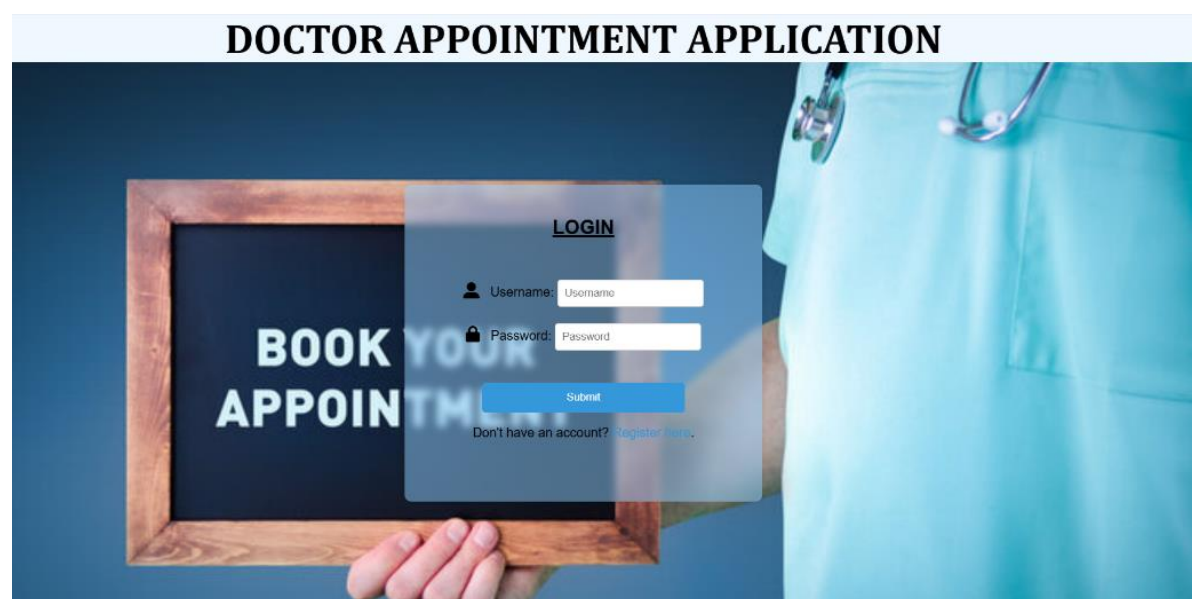 DOCTOR APPOINTMENT APPLICATION
LOGIN
Username: Username
Password: Password
BOOK YOUR
APPOINTMENT
Submit
Don't have an account? Register here.